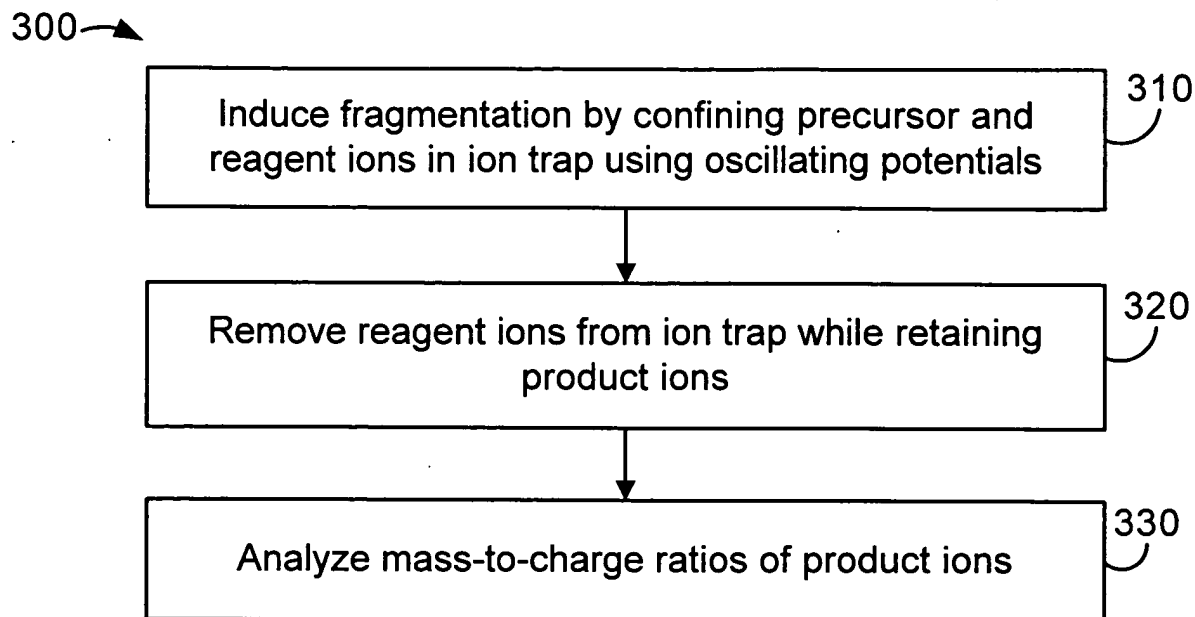 300
310
Induce fragmentation by confining precursor and
reagent ions in ion trap using oscillating potentials
320
Remove reagent ions from ion trap while retaining
product ions
330
Analyze mass-to-charge ratios of product ions